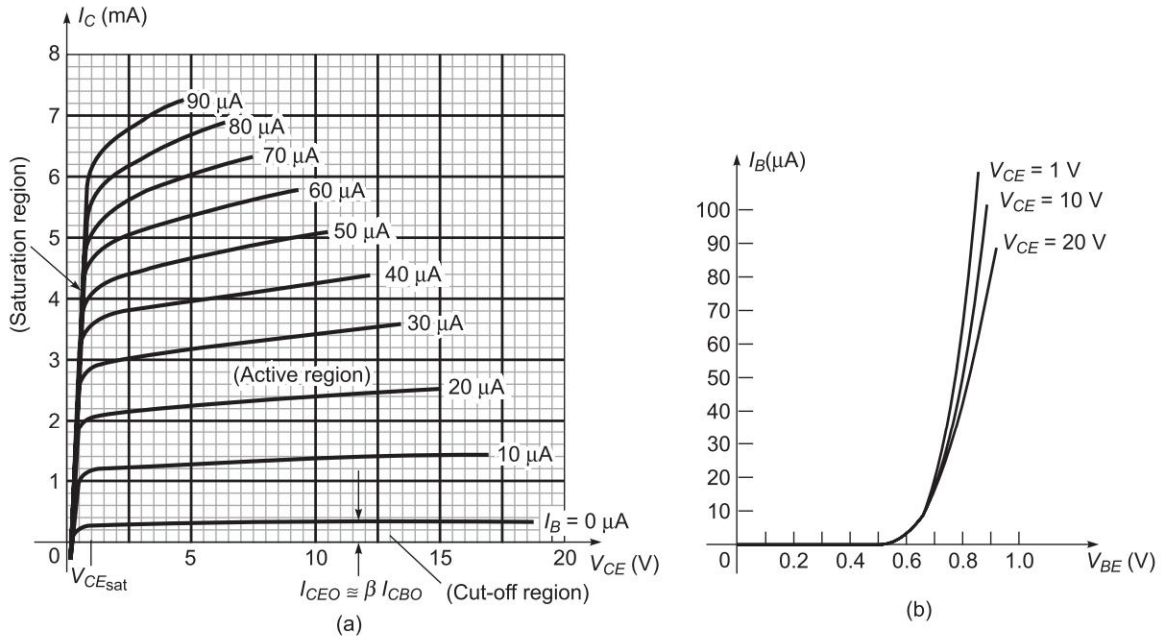 I_C (mA)
8
7
6
5
4
3
2
1
0
(Saturation region)
90 μA
80 μA
70 μA
60 μA
50 μA
40 μA
30 μA
(Active region)
20 μA
10 μA
I_B = 0 μA
5
10
15
20
V_CE (V)
V_CEsat
I_CEO ≅ β I_CBO
(Cut-off region)
(a)
I_B(μA)
V_CE = 1 V
V_CE = 10 V
V_CE = 20 V
100
90
80
70
60
50
40
30
20
10
0
0.2
0.4
0.6
0.8
1.0
V_BE (V)
(b)